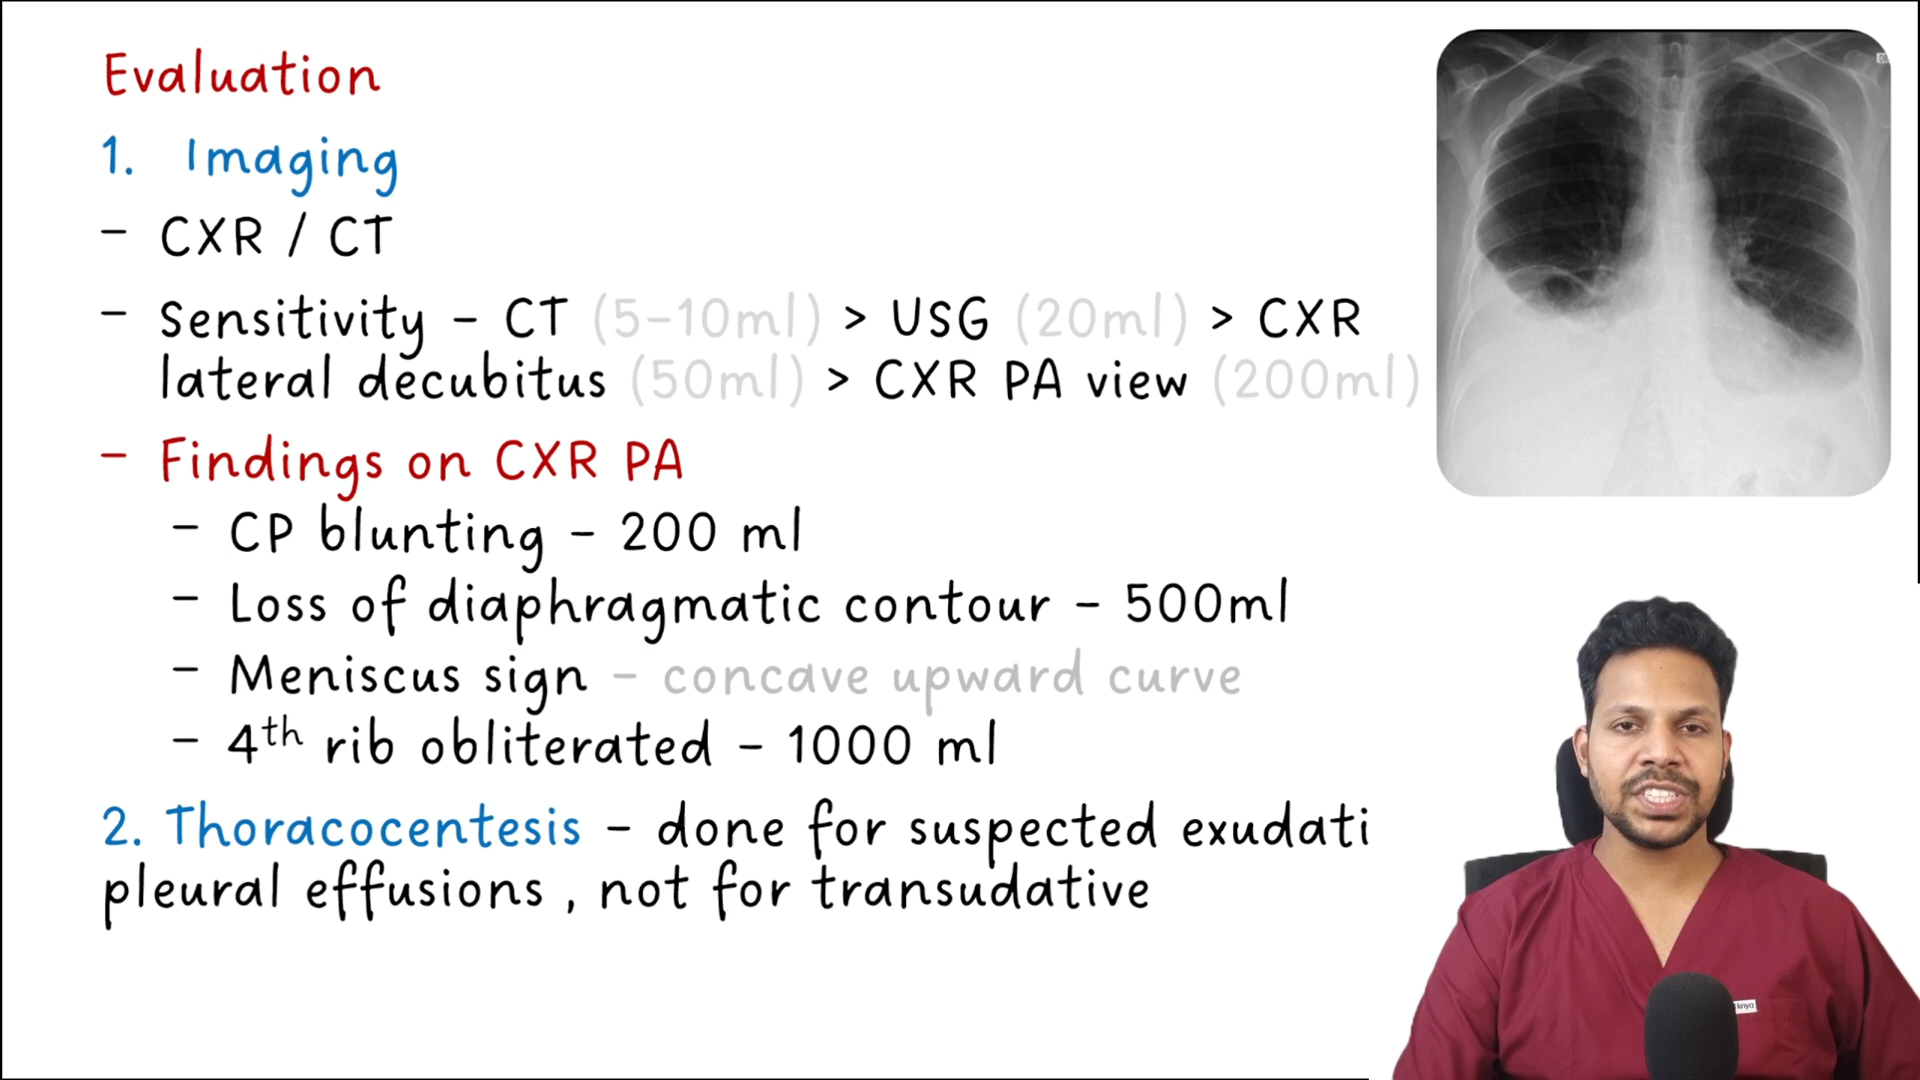 Evaluation
1. Imaging
- CXR / CT
- Sensitivity - CT (5-10ml) > USG (20ml) > CXR
lateral decubitus (50ml) > CXR PA view (200ml)
- Findings on CXR PA
- CP blunting - 200 ml
- Loss of diaphragmatic contour - 500ml
- Meniscus sign - concave upward curve
- 4th rib obliterated - 1000 ml
2. Thoracocentesis - done for suspected exudati
pleural effusions , not for transudative